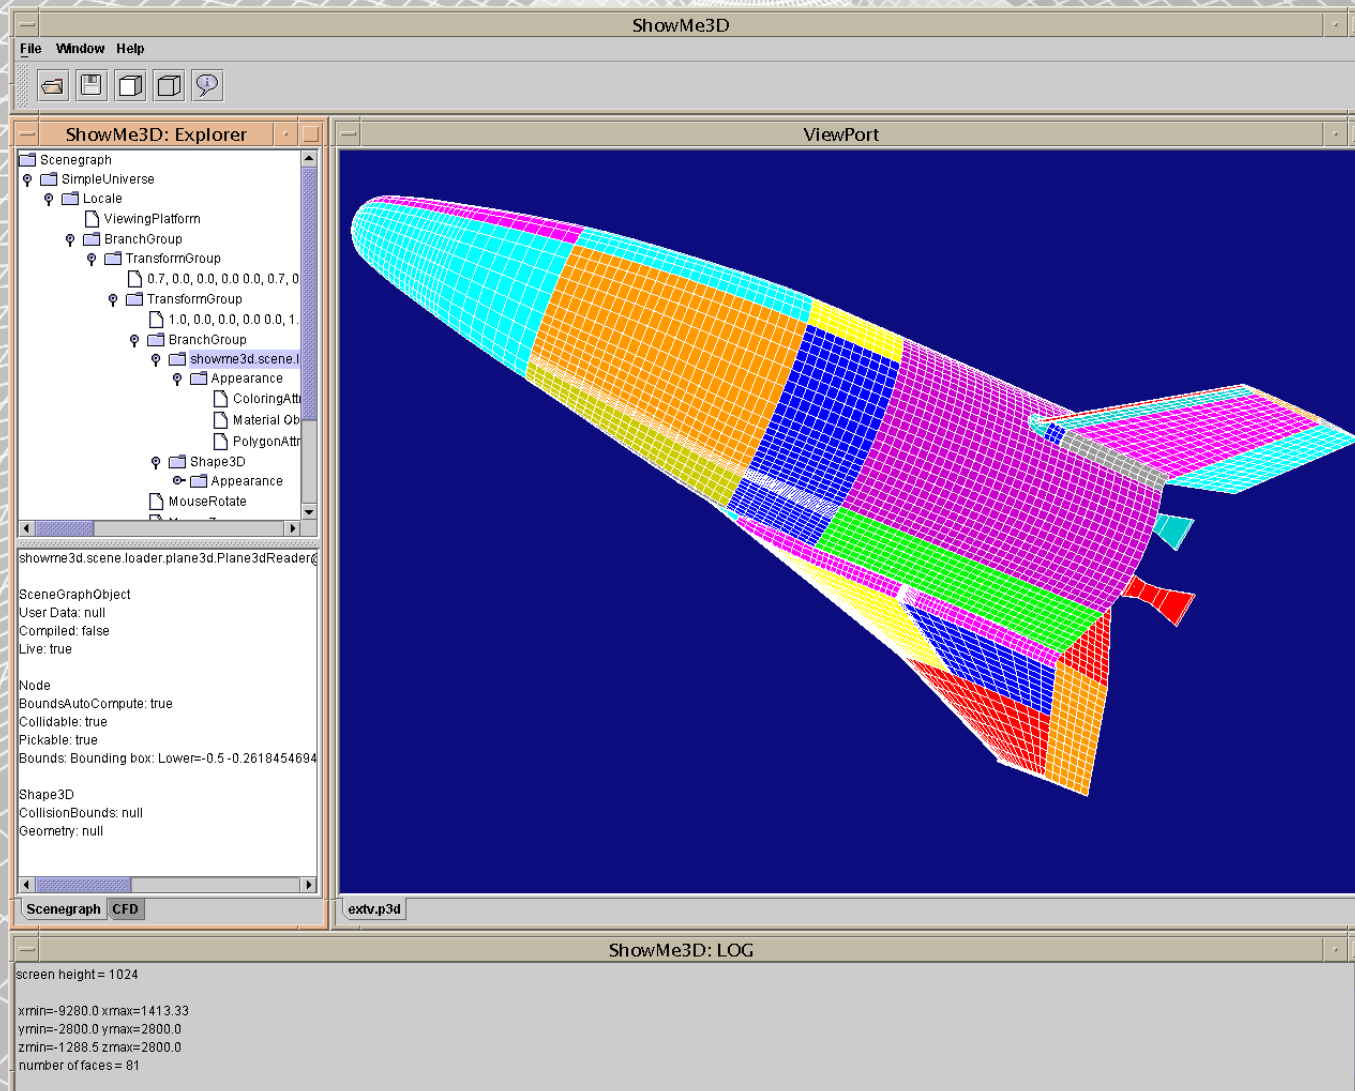 ShowMe3D
File Window Help
ShowMe3D: Explorer
Scenegraph
SimpleUniverse
Locale
ViewingPlatform
BranchGroup
TransformGroup
0.7, 0.0, 0.0, 0.0 0.0, 0.7, 0
TransformGroup
1.0, 0.0, 0.0, 0.0 0.0, 1.
BranchGroup
showme3d.scene.l
Appearance
ColoringAttr
Material Ob
PolygonAttr
Shape3D
Appearance
MouseRotate
showme3d.scene.loader.plane3d.Plane3dReader@
SceneGraphObject
User Data: null
Compiled: false
Live: true
Node
BoundsAutoCompute: true
Collidable: true
Pickable: true
Bounds: Bounding box: Lower=-0.5 -0.2618454694
Shape3D
CollisionBounds: null
Geometry: null
Scenegraph CFD
ViewPort
extv.p3d
ShowMe3D: LOG
screen height = 1024
xmin=-9280.0 xmax=1413.33
ymin=-2800.0 ymax=2800.0
zmin=-1288.5 zmax=2800.0
number of faces = 81